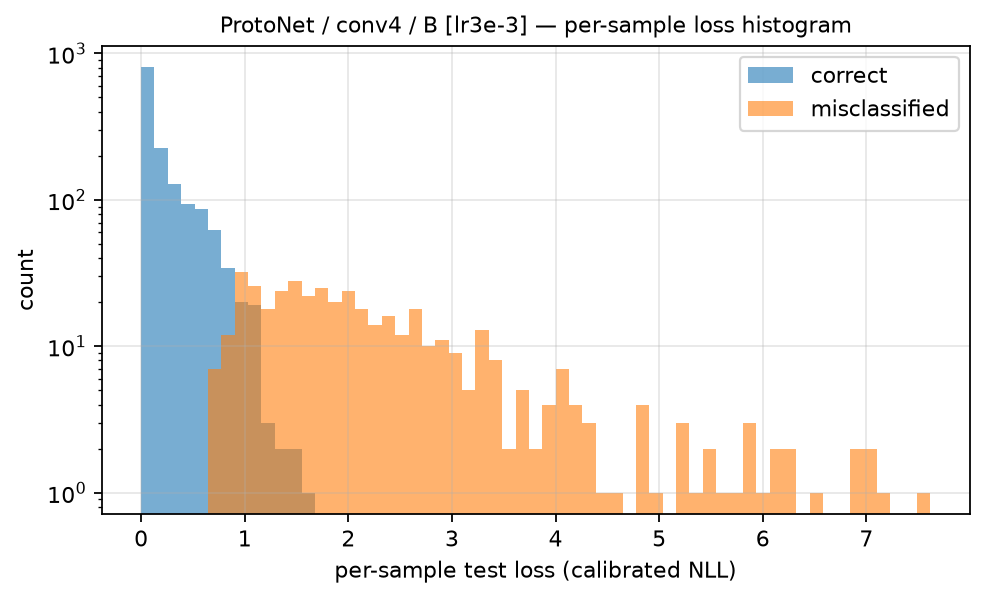 ProtoNet / conv4 / B [lr3e-3] — per-sample loss histogram
correct
misclassified
count
10³
10²
10¹
10⁰
0 1 2 3 4 5 6 7
per-sample test loss (calibrated NLL)